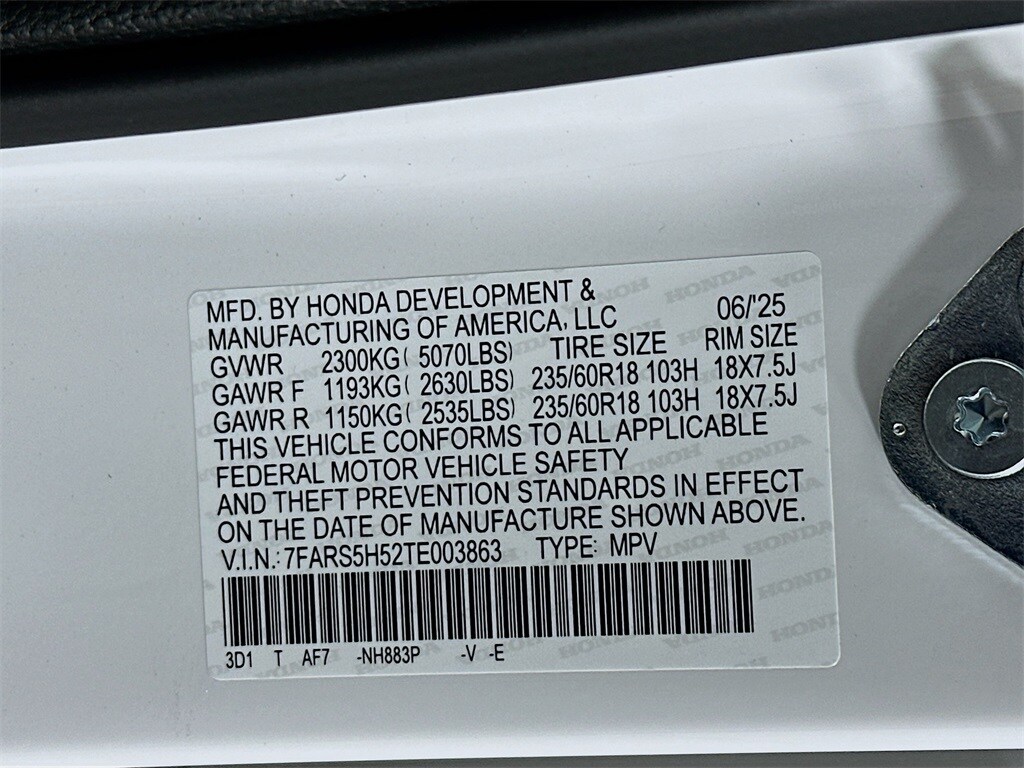 MFD. BY HONDA DEVELOPMENT &
MANUFACTURING OF AMERICA, LLC 06/'25
GVWR 2300KG( 5070LBS) TIRE SIZE RIM SIZE
GAWR F 1193KG( 2630LBS) 235/60R18 103H 18X7.5J
GAWR R 1150KG( 2535LBS) 235/60R18 103H 18X7.5J
THIS VEHICLE CONFORMS TO ALL APPLICABLE
FEDERAL MOTOR VEHICLE SAFETY
AND THEFT PREVENTION STANDARDS IN EFFECT
ON THE DATE OF MANUFACTURE SHOWN ABOVE.
V.I.N.: 7FARS5H52TE003863 TYPE: MPV
3D1 T AF7 -NH883P -V -E